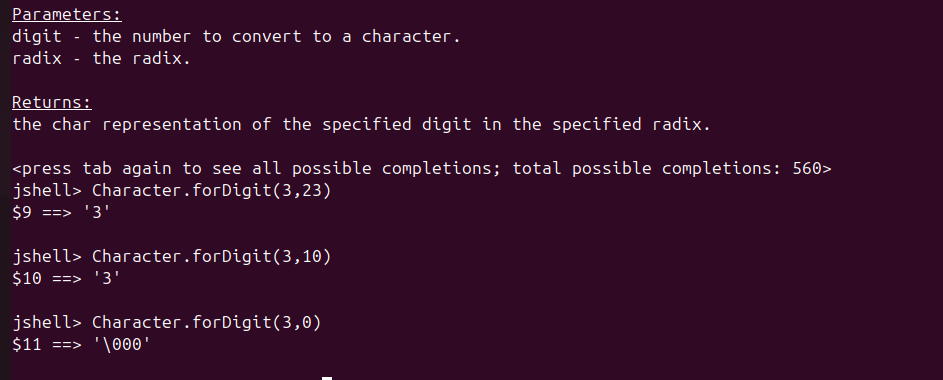 Parameters:
digit - the number to convert to a character.
radix - the radix.
Returns:
the char representation of the specified digit in the specified radix.
<press tab again to see all possible completions; total possible completions: 560>
jshell> Character.forDigit(3,23)
$9 ==> '3'
jshell> Character.forDigit(3,10)
$10 ==> '3'
jshell> Character.forDigit(3,0)
$11 ==> '\000'